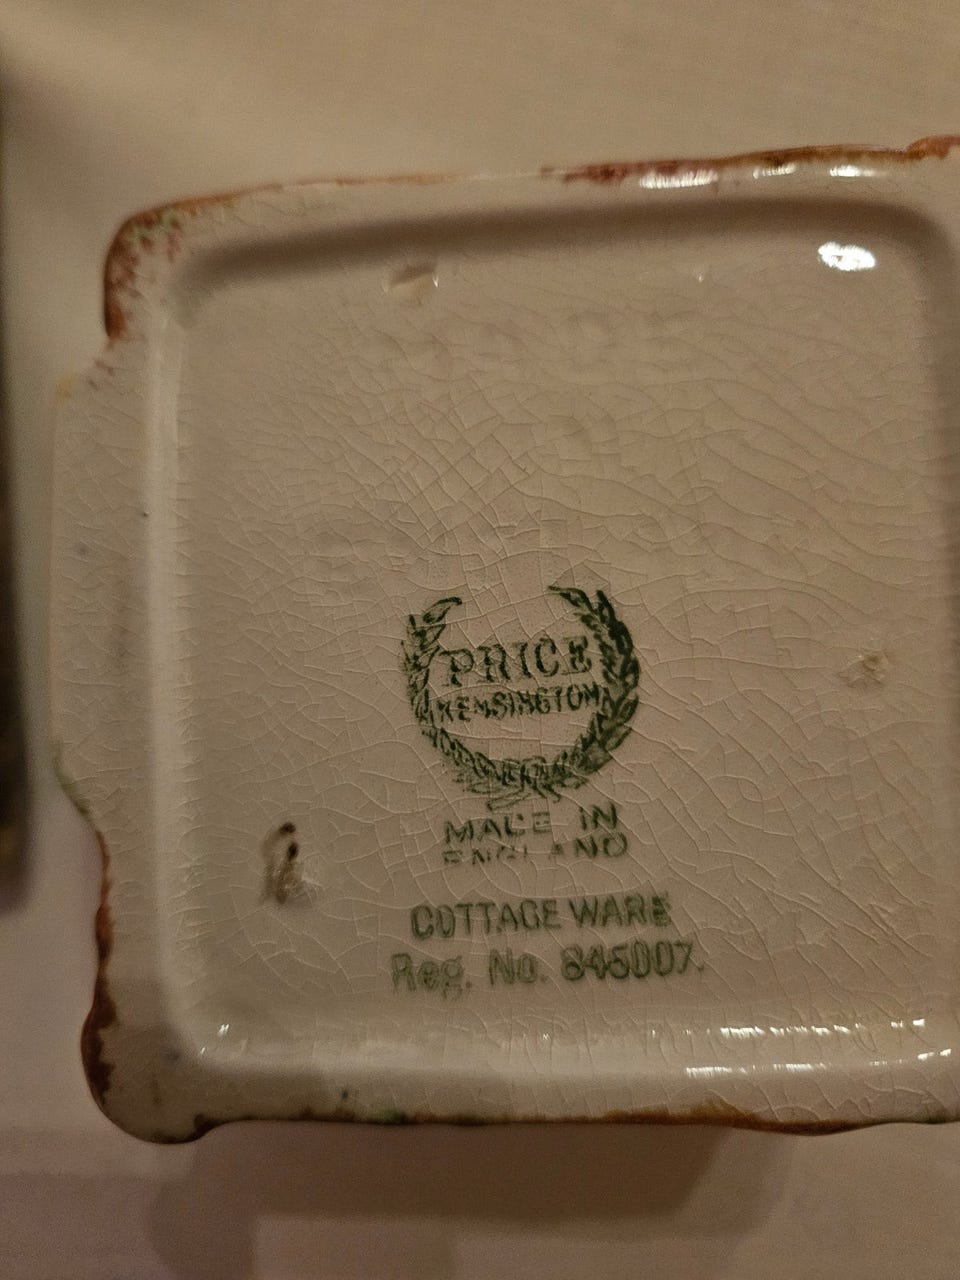 PRICE
KENSINGTON
MADE IN
ENGLAND
COTTAGE WARE
Reg. No. 845007.